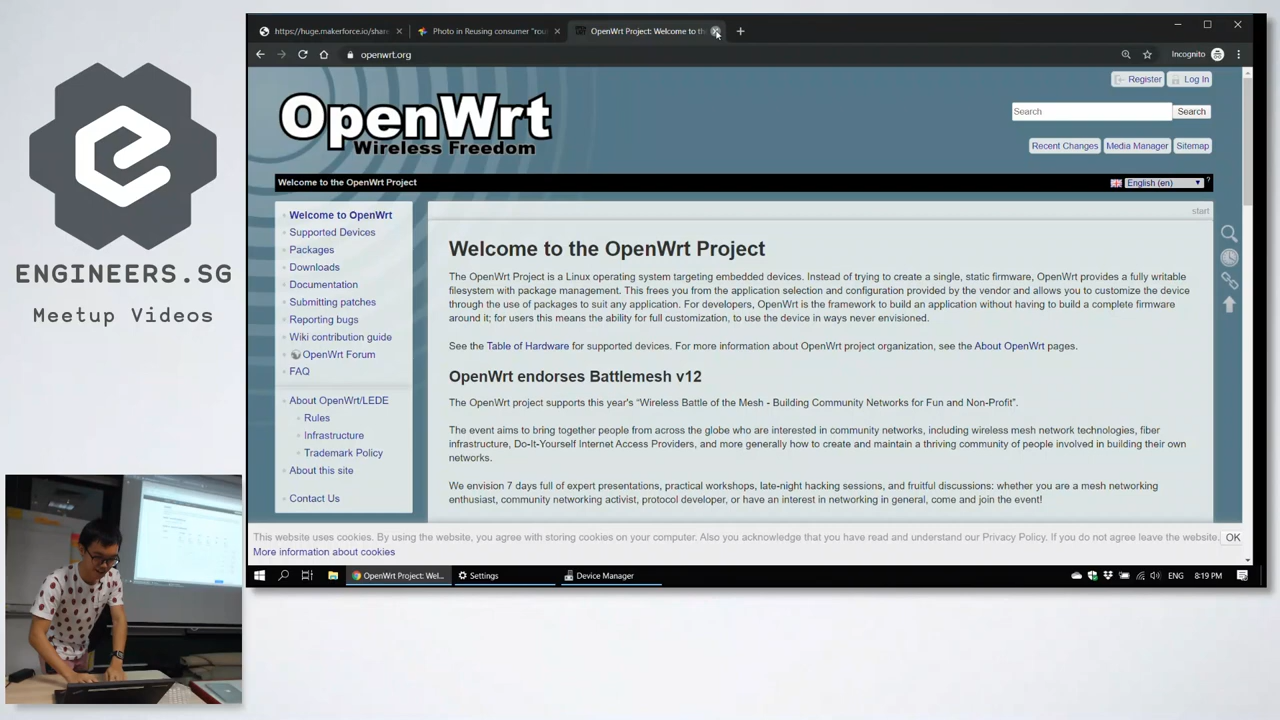 ENGINEERS.SG
Meetup Videos
https://huge.makerforce.io/share
Photo in Reusing consumer "rou
OpenWrt Project: Welcome to the
openwrt.org
Incognito
Register
Log In
OpenWrt
Wireless Freedom
Search
Search
Recent Changes
Media Manager
Sitemap
Welcome to the OpenWrt Project
English (en)
?
Welcome to OpenWrt
Supported Devices
Packages
Downloads
Documentation
Submitting patches
Reporting bugs
Wiki contribution guide
OpenWrt Forum
FAQ
About OpenWrt/LEDE
Rules
Infrastructure
Trademark Policy
About this site
Contact Us
start
Welcome to the OpenWrt Project
The OpenWrt Project is a Linux operating system targeting embedded devices. Instead of trying to create a single, static firmware, OpenWrt provides a fully writable
filesystem with package management. This frees you from the application selection and configuration provided by the vendor and allows you to customize the device
through the use of packages to suit any application. For developers, OpenWrt is the framework to build an application without having to build a complete firmware
around it; for users this means the ability for full customization, to use the device in ways never envisioned.
See the Table of Hardware for supported devices. For more information about OpenWrt project organization, see the About OpenWrt pages.
OpenWrt endorses Battlemesh v12
The OpenWrt project supports this year's “Wireless Battle of the Mesh - Building Community Networks for Fun and Non-Profit”.
The event aims to bring together people from across the globe who are interested in community networks, including wireless mesh network technologies, fiber
infrastructure, Do-It-Yourself Internet Access Providers, and more generally how to create and maintain a thriving community of people involved in building their own
networks.
We envision 7 days full of expert presentations, practical workshops, late-night hacking sessions, and fruitful discussions: whether you are a mesh networking
enthusiast, community networking activist, protocol developer, or have an interest in networking in general, come and join the event!
This website uses cookies. By using the website, you agree with storing cookies on your computer. Also you acknowledge that you have read and understand our Privacy Policy. If you do not agree leave the website.
OK
More information about cookies
OpenWrt Project: Wel...
Settings
Device Manager
ENG
8:19 PM